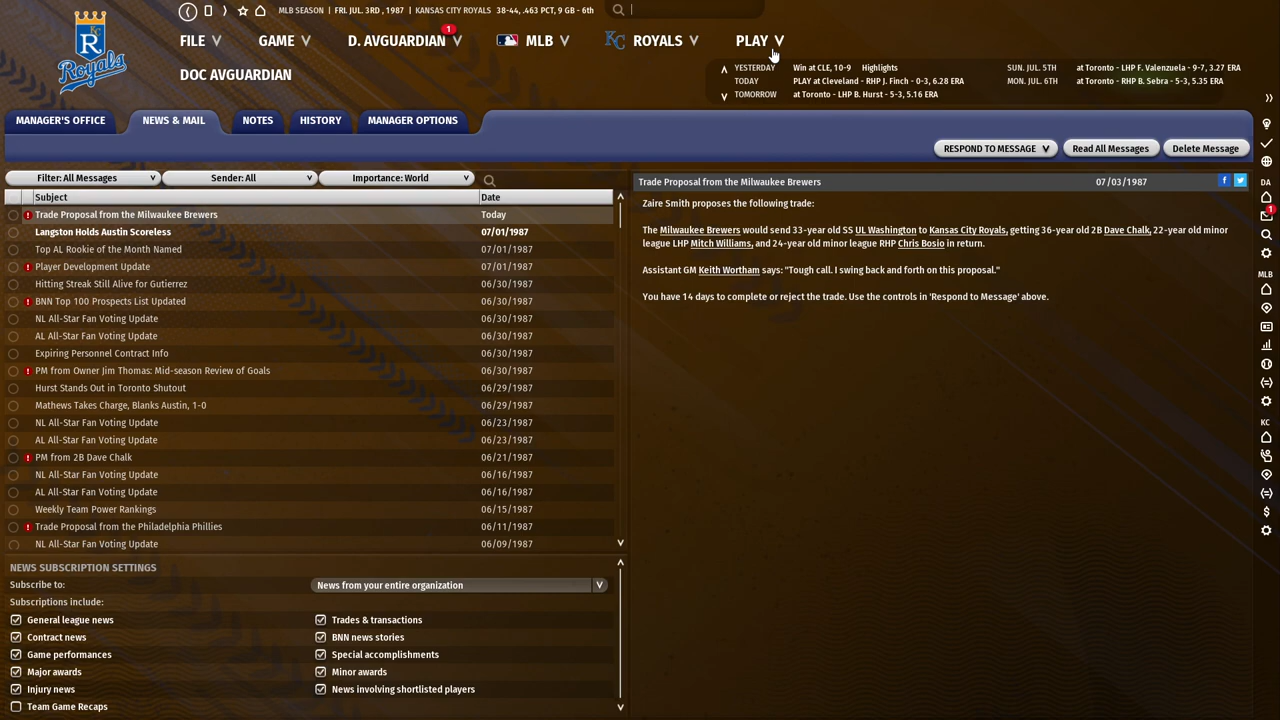 MLB SEASON | FRI. JUL. 3RD , 1987 | KANSAS CITY ROYALS 38-44, .463 PCT, 9 GB - 6th
FILE V GAME V D. AVGUARDIAN V 1 MLB V ROYALS V PLAY V
KC
R
Royals
DOC AVGUARDIAN
YESTERDAY Win at CLE, 10-9 Highlights SUN. JUL. 5TH at Toronto - LHP F. Valenzuela - 9-7, 3.27 ERA
TODAY PLAY at Cleveland - RHP J. Finch - 0-3, 6.28 ERA MON. JUL. 6TH at Toronto - RHP B. Sebra - 5-3, 5.35 ERA
TOMORROW at Toronto - LHP B. Hurst - 5-3, 5.16 ERA
MANAGER'S OFFICE NEWS & MAIL NOTES HISTORY MANAGER OPTIONS
RESPOND TO MESSAGE V Read All Messages Delete Message
Filter: All Messages Sender: All Importance: World
Subject Date
Trade Proposal from the Milwaukee Brewers Today
Langston Holds Austin Scoreless 07/01/1987
Top AL Rookie of the Month Named 07/01/1987
Player Development Update 07/01/1987
Hitting Streak Still Alive for Gutierrez 06/30/1987
BNN Top 100 Prospects List Updated 06/30/1987
NL All-Star Fan Voting Update 06/30/1987
AL All-Star Fan Voting Update 06/30/1987
Expiring Personnel Contract Info 06/30/1987
PM from Owner Jim Thomas: Mid-season Review of Goals 06/30/1987
Hurst Stands Out in Toronto Shutout 06/29/1987
Mathews Takes Charge, Blanks Austin, 1-0 06/29/1987
NL All-Star Fan Voting Update 06/23/1987
AL All-Star Fan Voting Update 06/23/1987
PM from 2B Dave Chalk 06/21/1987
NL All-Star Fan Voting Update 06/16/1987
AL All-Star Fan Voting Update 06/16/1987
Weekly Team Power Rankings 06/15/1987
Trade Proposal from the Philadelphia Phillies 06/11/1987
NL All-Star Fan Voting Update 06/09/1987
NEWS SUBSCRIPTION SETTINGS
Subscribe to: News from your entire organization
Subscriptions include:
General league news Trades & transactions
Contract news BNN news stories
Game performances Special accomplishments
Major awards Minor awards
Injury news News involving shortlisted players
Team Game Recaps
Trade Proposal from the Milwaukee Brewers 07/03/1987
Zaire Smith proposes the following trade:
The Milwaukee Brewers would send 33-year old SS UL Washington to Kansas City Royals, getting 36-year old 2B Dave Chalk, 22-year old minor
league LHP Mitch Williams, and 24-year old minor league RHP Chris Bosio in return.
Assistant GM Keith Wortham says: "Tough call. I swing back and forth on this proposal."
You have 14 days to complete or reject the trade. Use the controls in 'Respond to Message' above.
DA
1
MLB
KC